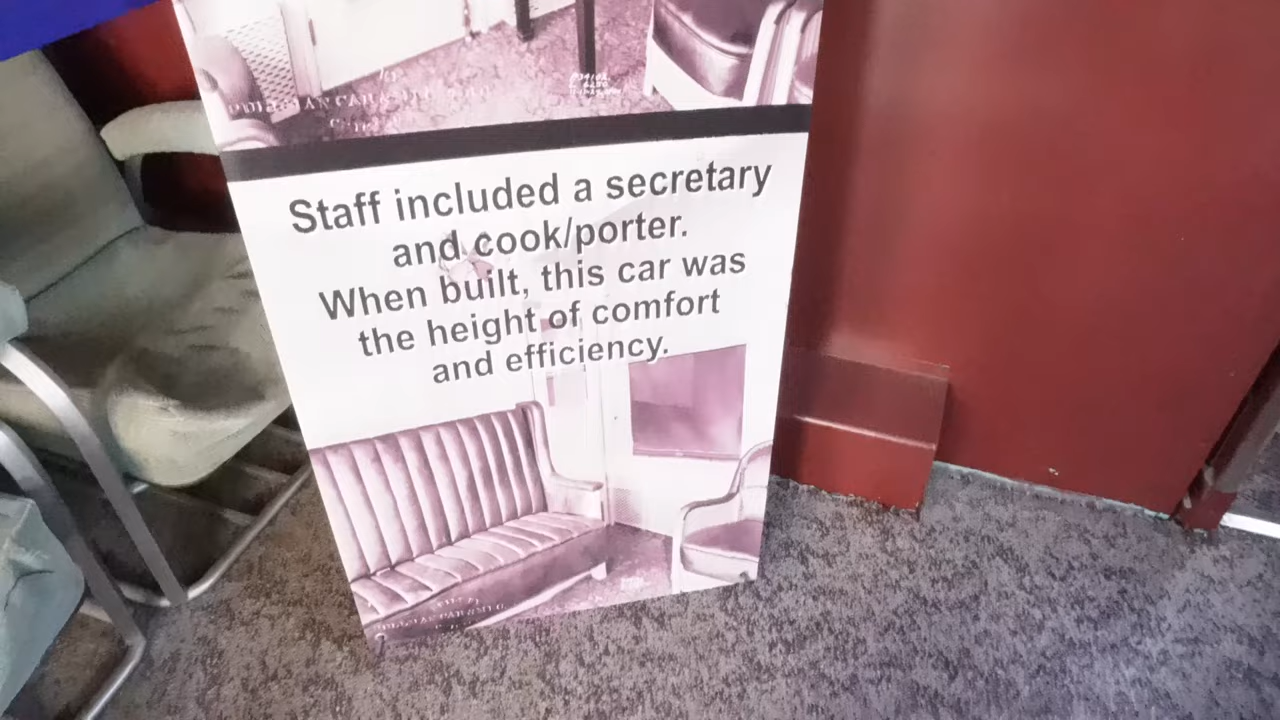 Staff included a secretary
and cook/porter.
When built, this car was
the height of comfort
and efficiency.